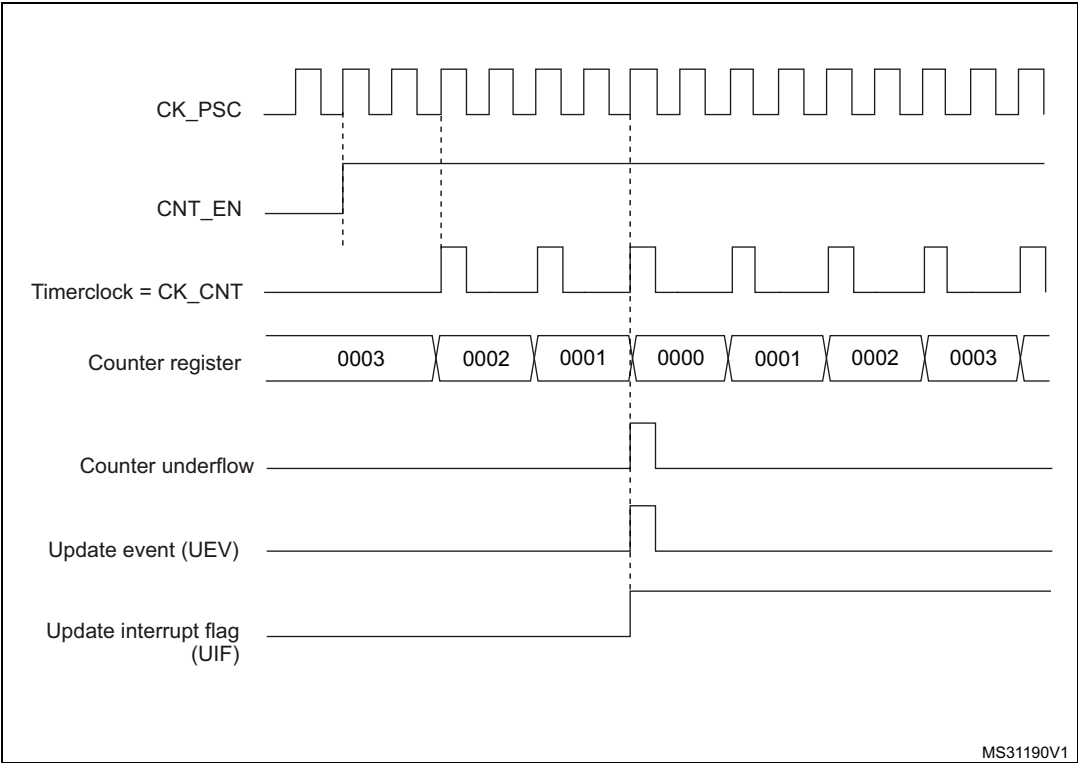 CK_PSC
CNT_EN
Timerclock = CK_CNT
Counter register
0003 0002 0001 0000 0001 0002 0003
Counter underflow
Update event (UEV)
Update interrupt flag
(UIF)
MS31190V1